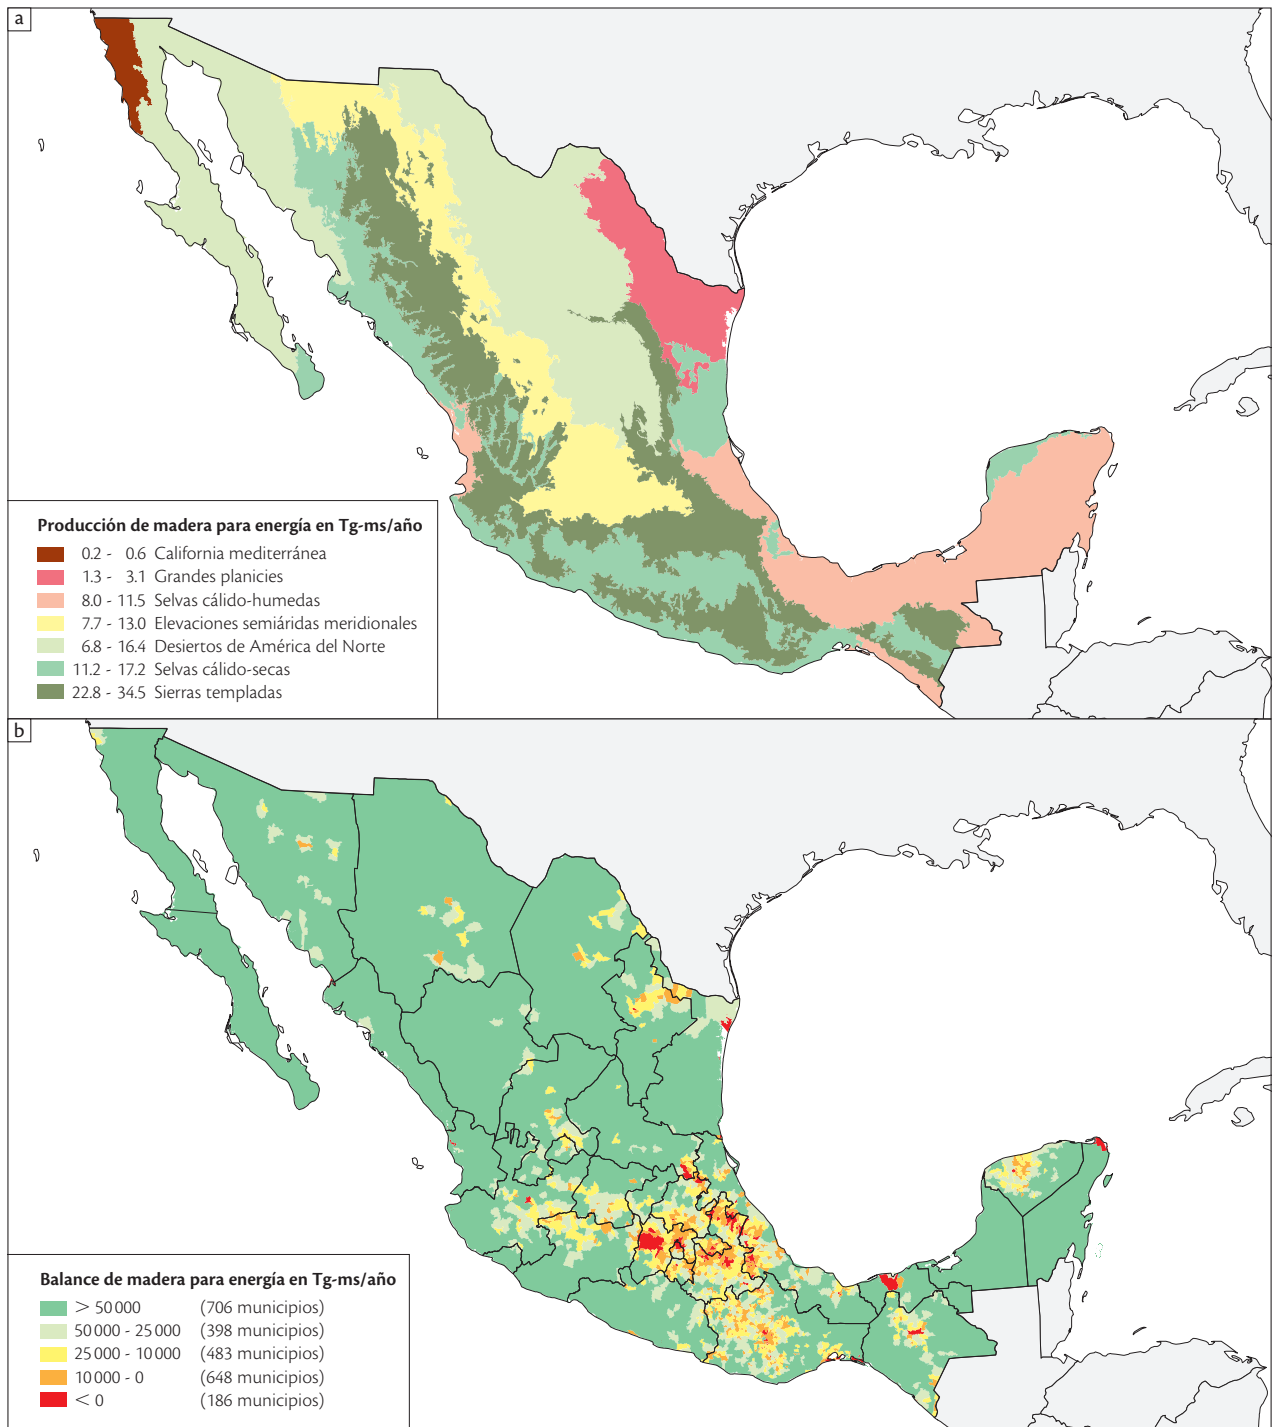 a
Producción de madera para energía en Tg-ms/año
0.2 - 0.6 California mediterránea
1.3 - 3.1 Grandes planicies
8.0 - 11.5 Selvas cálido-humedas
7.7 - 13.0 Elevaciones semiáridas meridionales
6.8 - 16.4 Desiertos de América del Norte
11.2 - 17.2 Selvas cálido-secas
22.8 - 34.5 Sierras templadas
b
Balance de madera para energía en Tg-ms/año
> 50 000 (706 municipios)
50 000 - 25 000 (398 municipios)
25 000 - 10 000 (483 municipios)
10 000 - 0 (648 municipios)
< 0 (186 municipios)